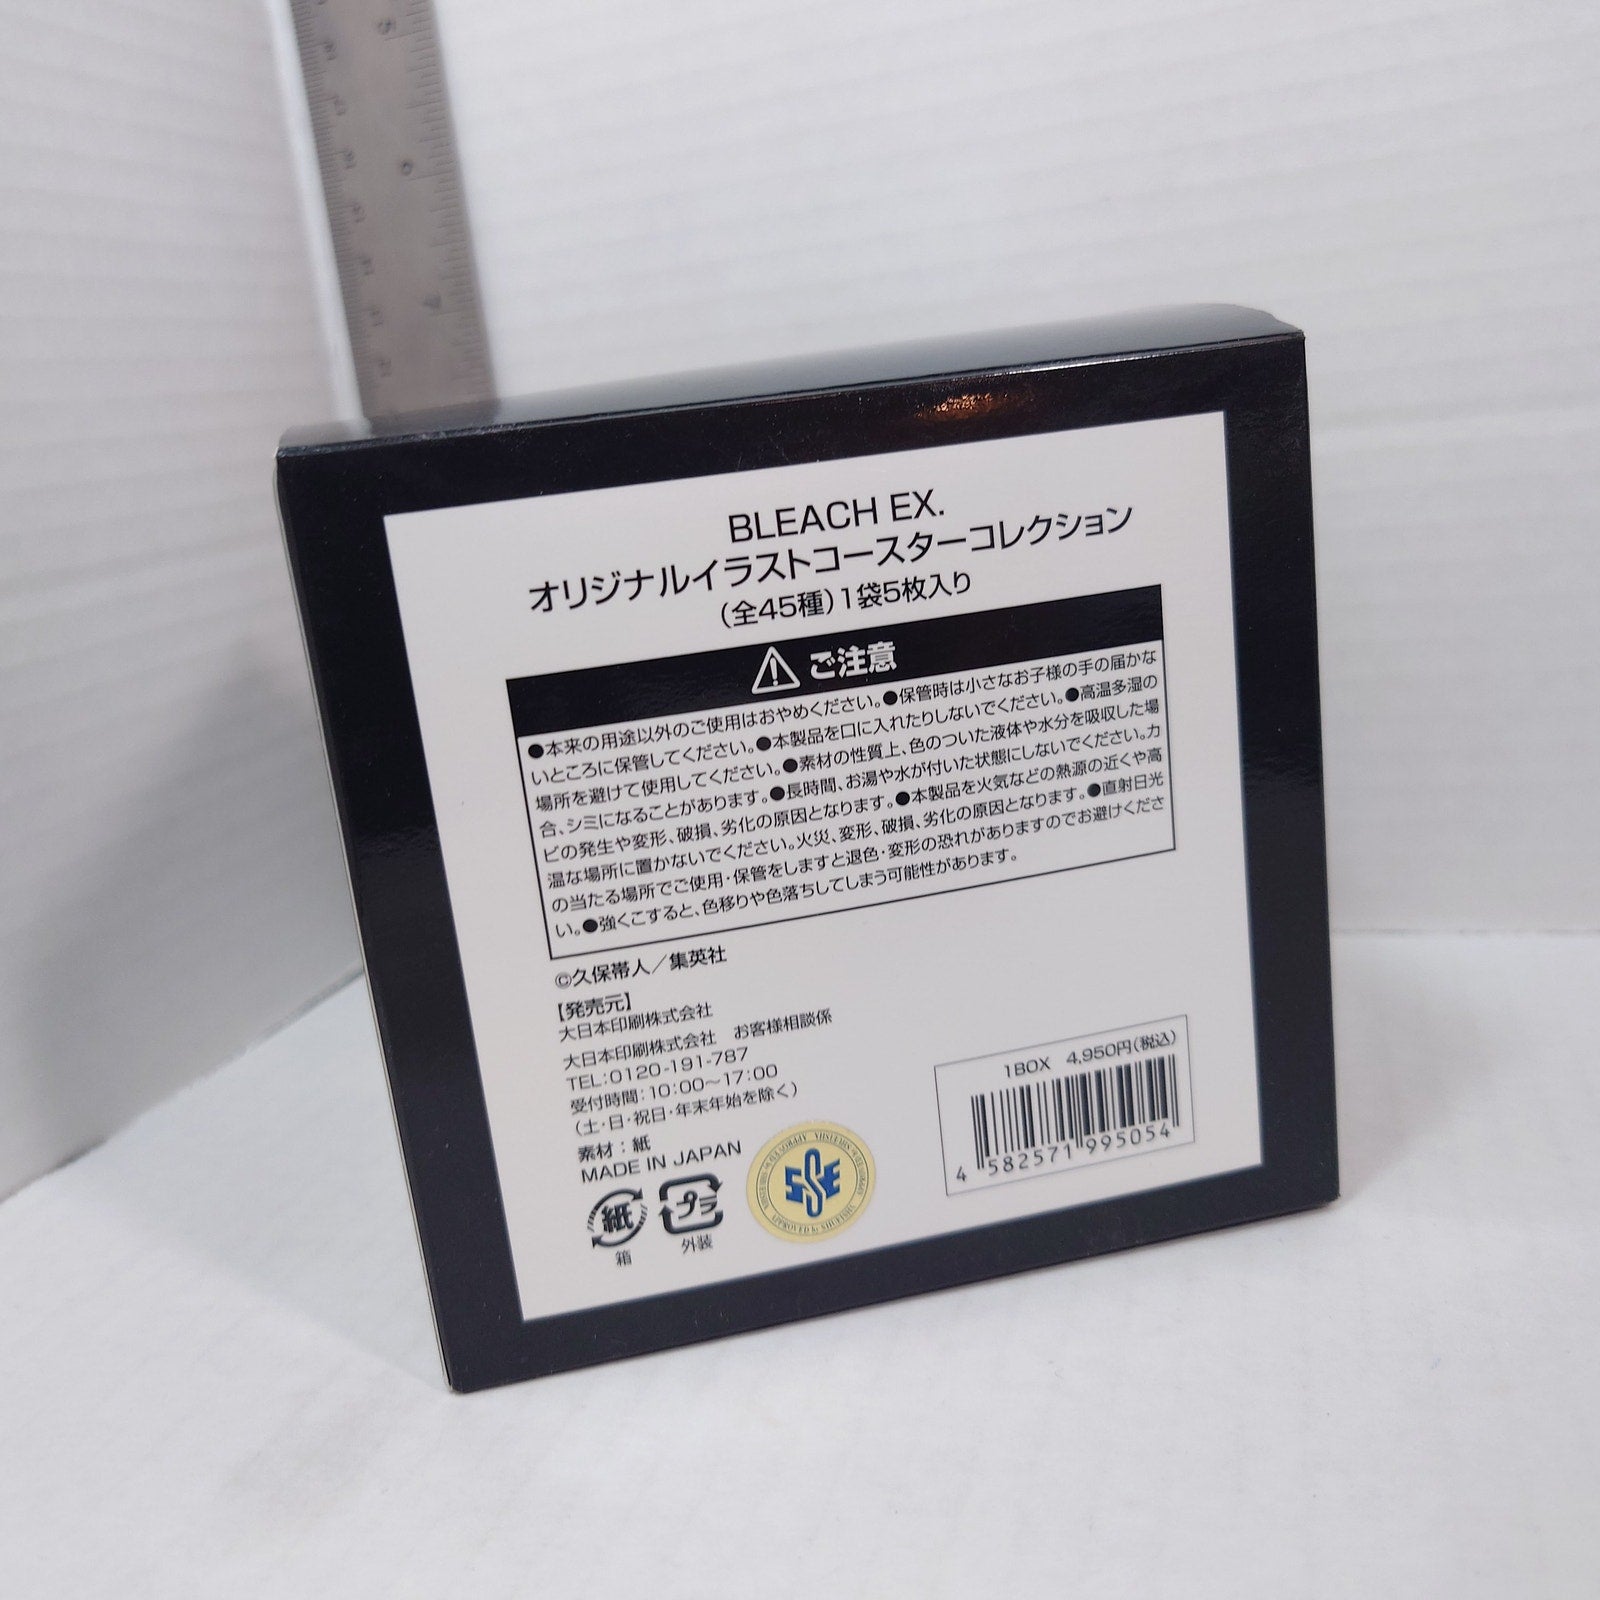 5
6
7
BLEACH EX.
オリジナルイラストコースターコレクション
(全45種)1袋5枚入り
ご注意
●本来の用途以外のご使用はおやめください。●保管時は小さなお子様の手の届かな
いところに保管してください。●本製品を口に入れたりしないでください。●高温多湿の
場所を避けて使用してください。●素材の性質上、色のついた液体や水分を吸収した場
合、シミになることがあります。●長時間、お湯や水が付いた状態にしないでください。カ
ビの発生や変形、破損、劣化の原因となります。●本製品を火気などの熱源の近くや高
温な場所に置かないでください。火災、変形、破損、劣化の原因となります。●直射日光
の当たる場所でご使用・保管をしますと退色・変形の恐れがありますのでお避けくださ
い。●強くこすると、色移りや色落ちしてしまう可能性があります。
©久保帯人／集英社
【発売元】
大日本印刷株式会社
大日本印刷株式会社　お客様相談係
TEL:0120-191-787
受付時間:10:00〜17:00
(土・日・祝日・年末年始を除く)
素材：紙
MADE IN JAPAN
紙
箱
プラ
外装
SSE
APPROVED by SHUEISHA
1BOX 4,950円(税込)
4 582571 995054